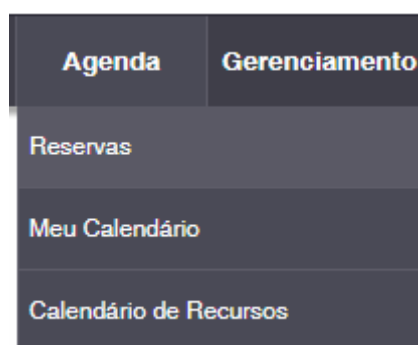 Agenda Gerenciamento
Reservas
Meu Calendário
Calendário de Recursos